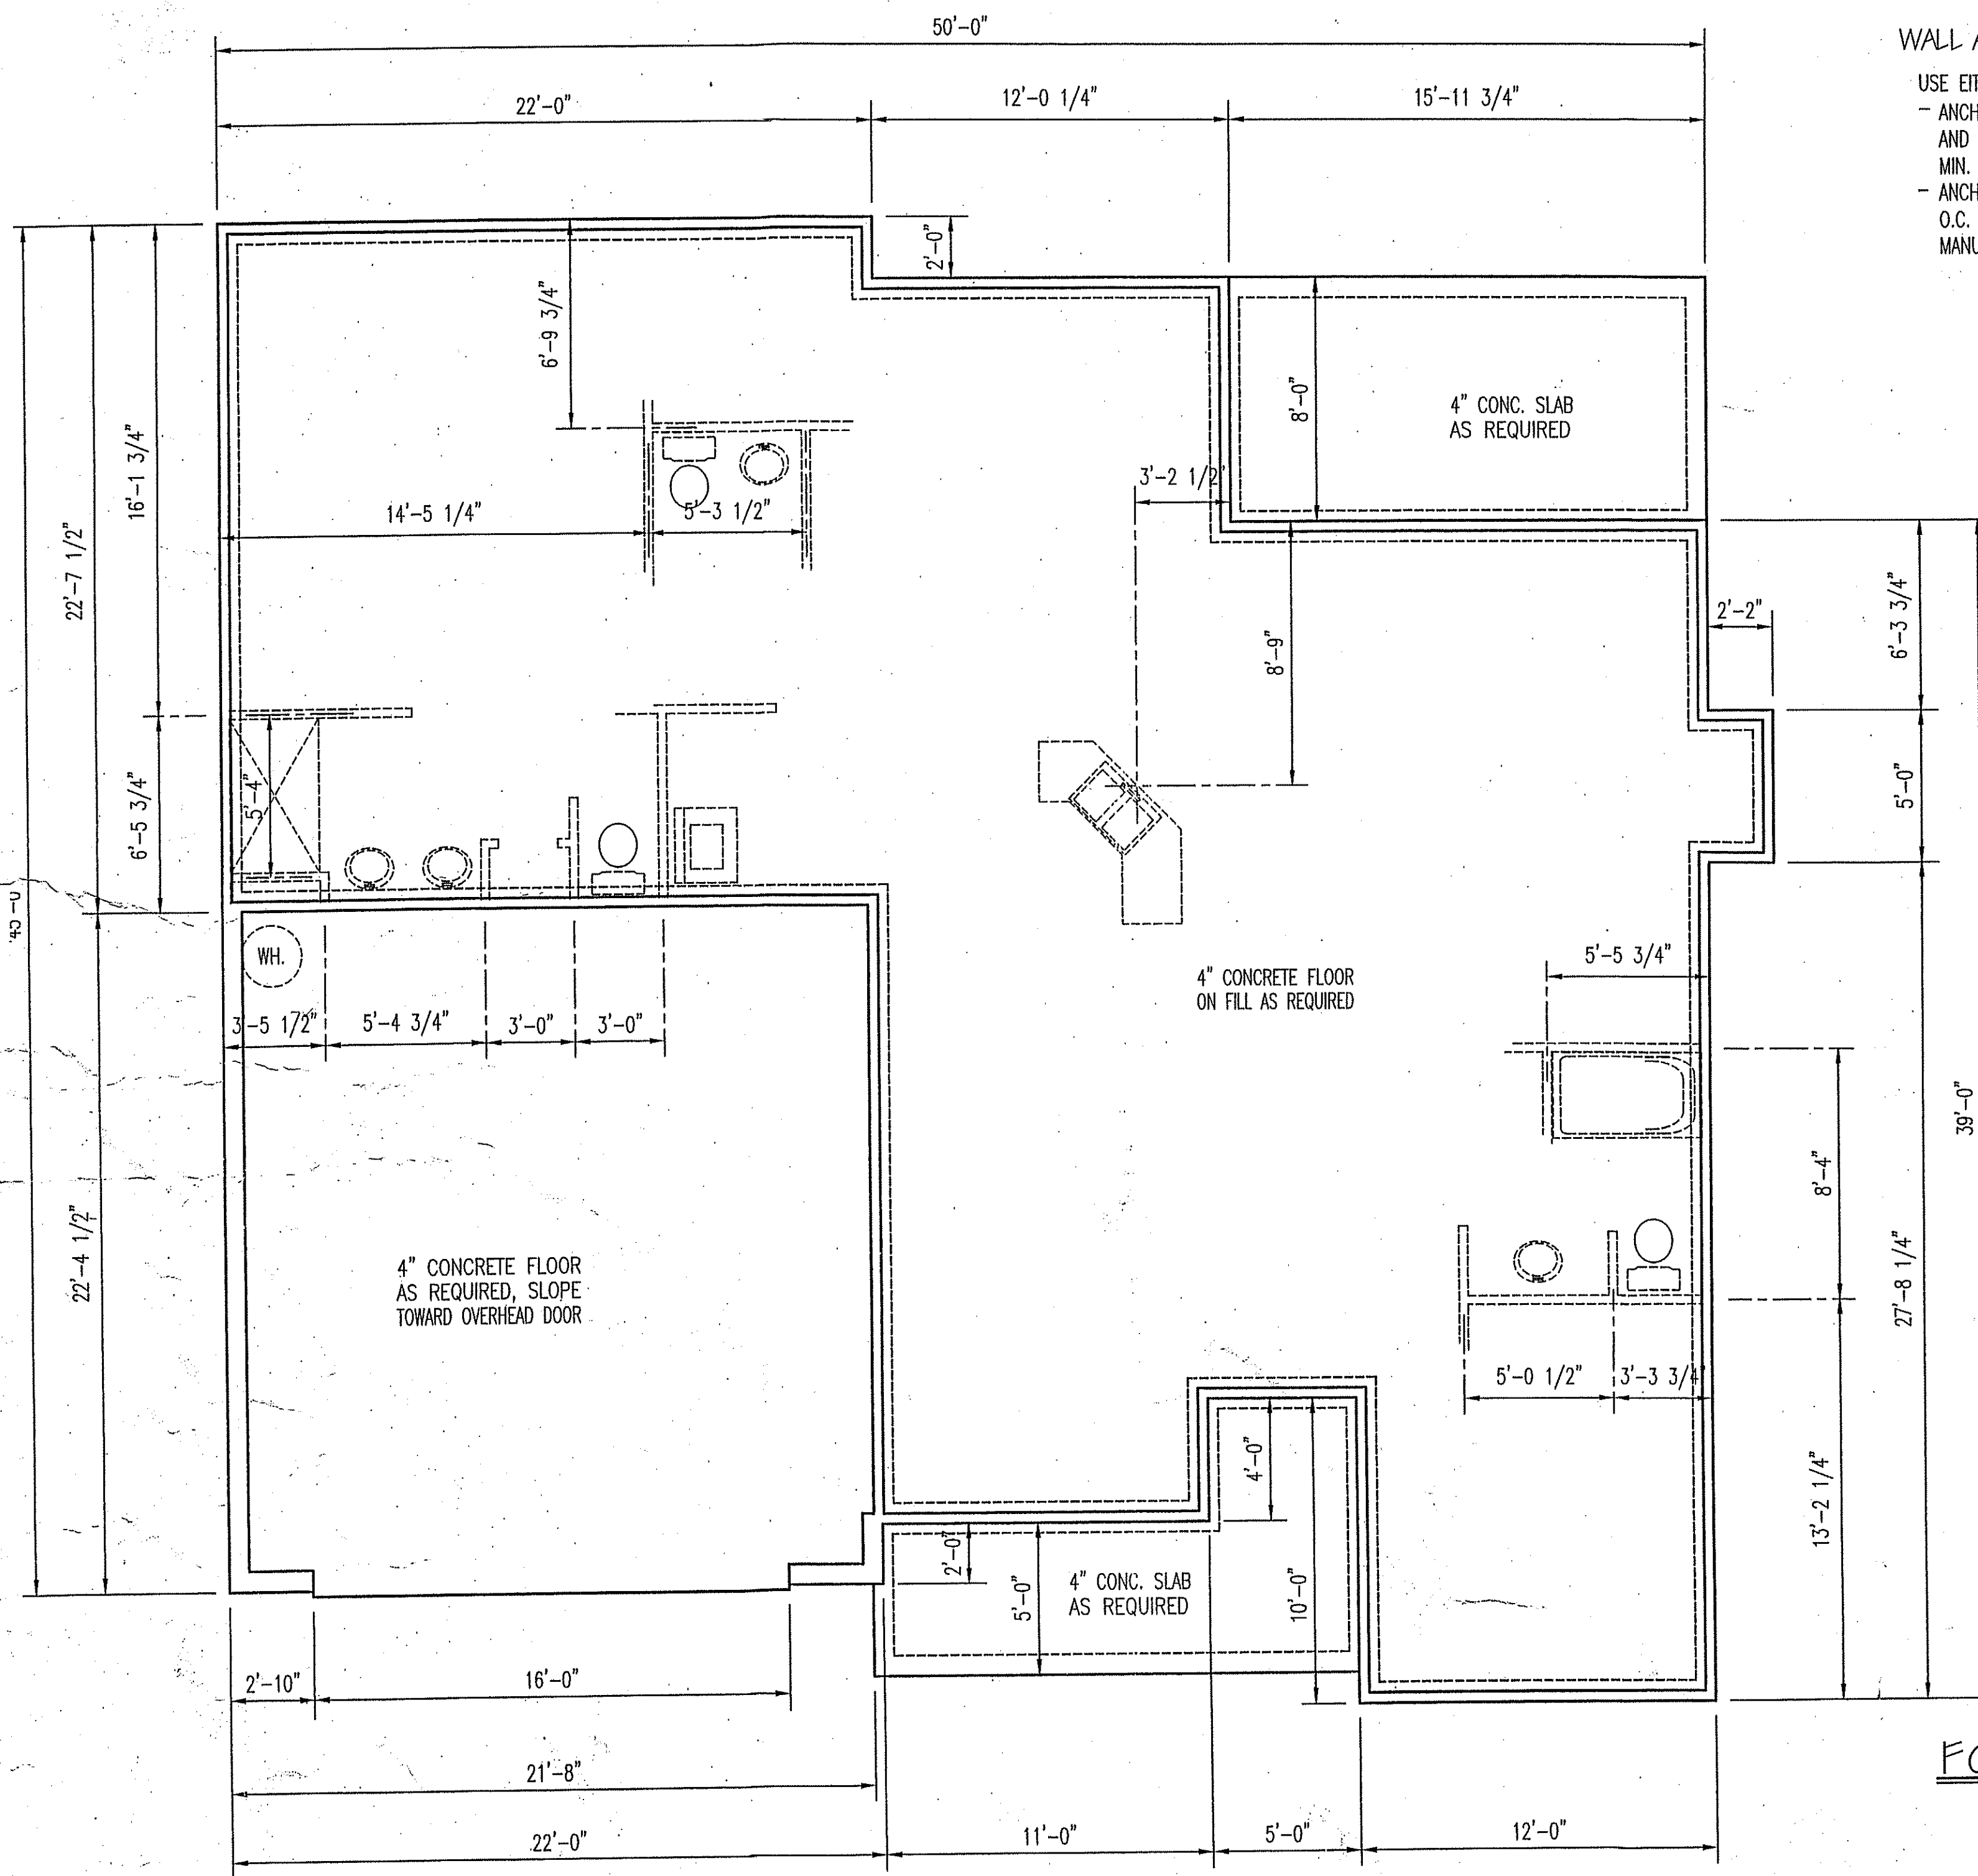 50'-0"
WALL
22'-0"
12'-0 1/4"
15'-11 3/4"
USE
- ANCH
AND
MIN.
- ANCH
O.C.
MANU
2'-0"
6'-9 3/4"
16'-1 3/4"
22'-7 1/2"
8'-0"
4" CONC. SLAB
AS REQUIRED
3'-2 1/2"
14'-5 1/4"
5'-3 1/2"
2'-2"
6'-3 3/4"
8'-9"
5'-4"
6'-5 3/4"
5'-0"
WH.
4" CONCRETE FLOOR
ON FILL AS REQUIRED
5'-5 3/4"
3'-5 1/2"
5'-4 3/4"
3'-0"
3'-0"
39'-0"
8'-4"
22'-4 1/2"
27'-8 1/4"
4" CONCRETE FLOOR
AS REQUIRED, SLOPE
TOWARD OVERHEAD DOOR
5'-0 1/2"
3'-3 3/4
4'-0"
13'-2 1/4"
2'-0"
5'-0"
4" CONC. SLAB
AS REQUIRED
10'-0"
2'-10"
16'-0"
21'-8"
FO
22'-0"
11'-0"
5'-0"
12'-0"